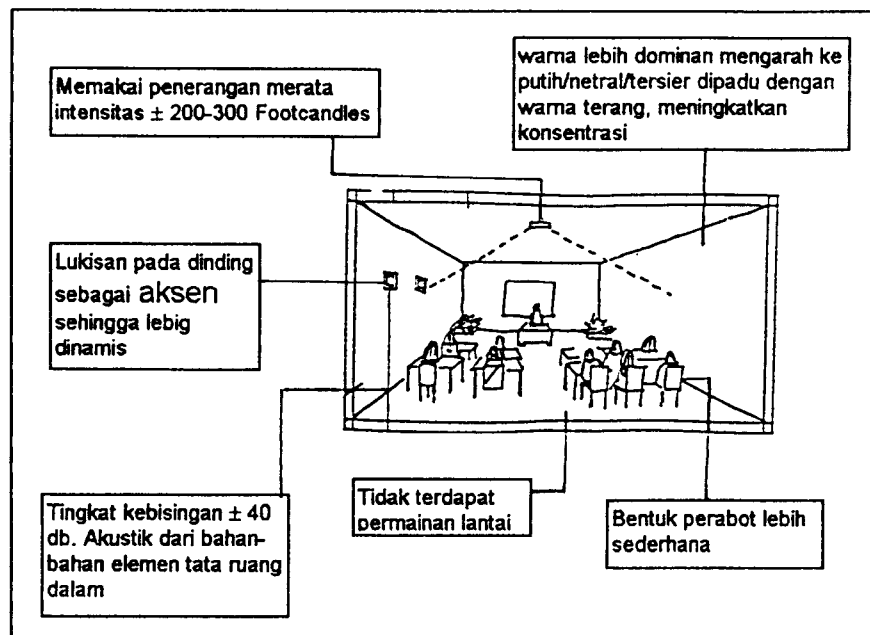 Memakai penerangan merata
intensitas ± 200-300 Footcandles
warna lebih dominan mengarah ke
putih/netral/tersier dipadu dengan
warna terang, meningkatkan
konsentrasi
Lukisan pada dinding
sebagai aksen
sehingga lebig
dinamis
Tingkat kebisingan ± 40
db. Akustik dari bahan-
bahan elemen tata ruang
dalam
Tidak terdapat
permainan lantai
Bentuk perabot lebih
sederhana